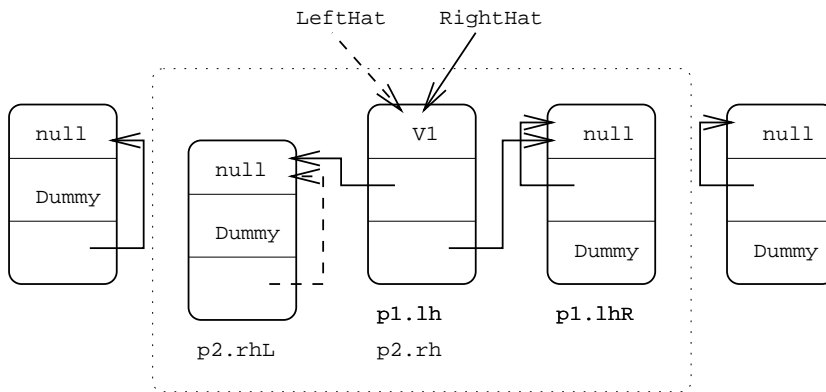 LeftHat RightHat
null V1 null null
null
Dummy
Dummy
Dummy Dummy
p1.lh p1.lhR
p2.rhL p2.rh